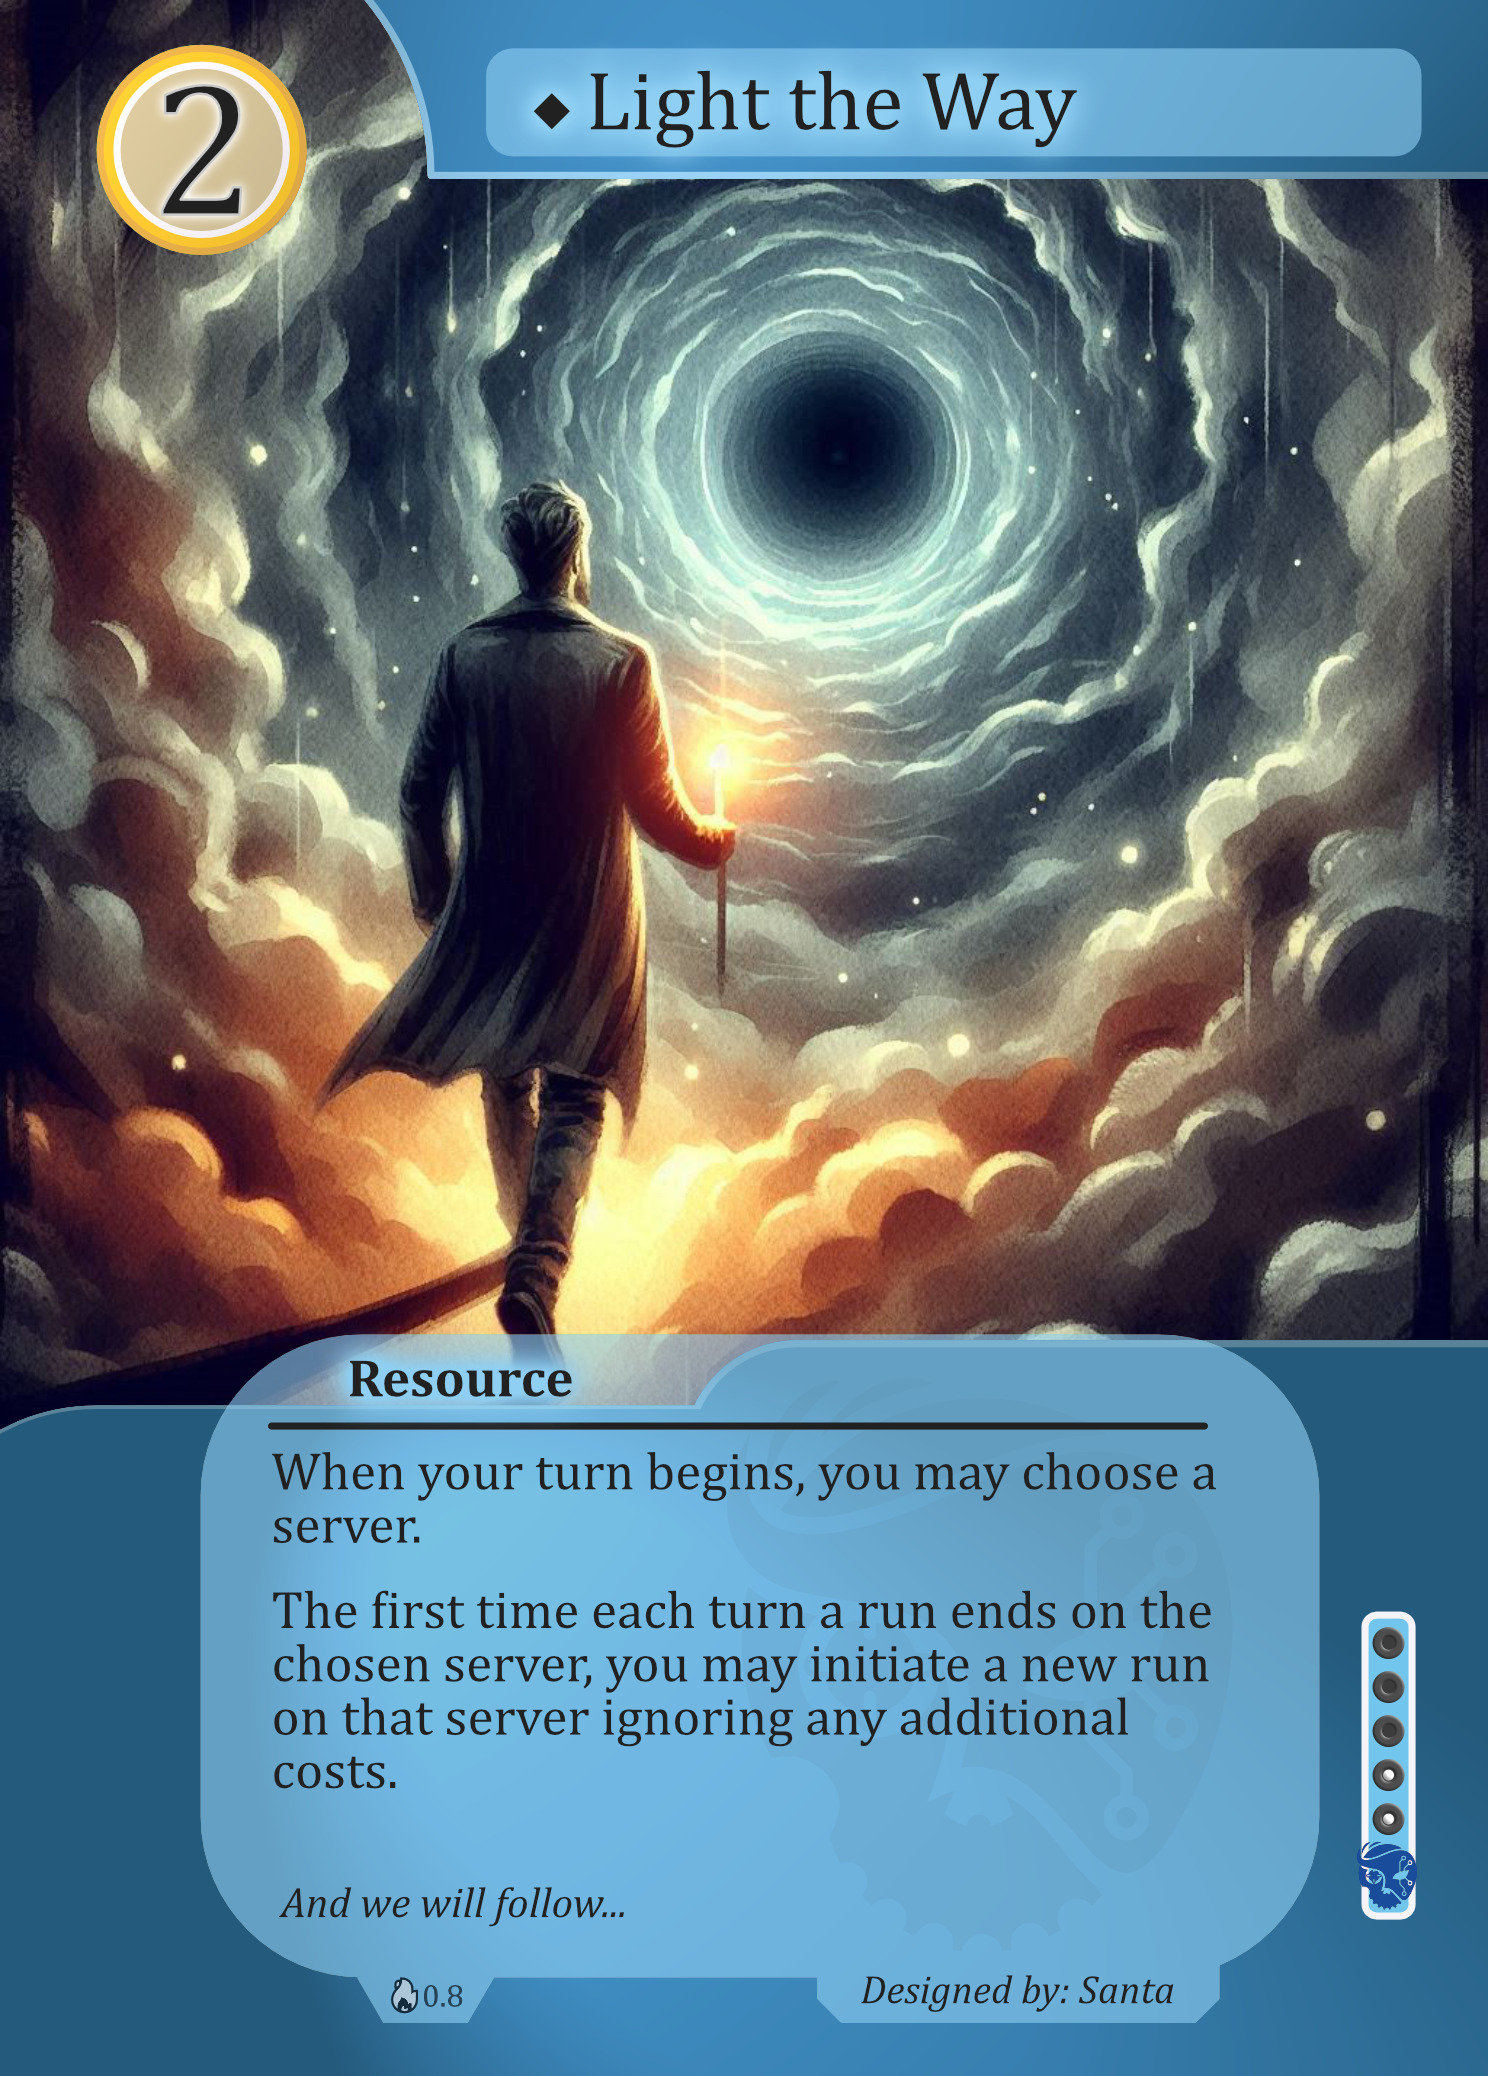 2
◆ Light the Way
Resource
When your turn begins, you may choose a
server.
The first time each turn a run ends on the
chosen server, you may initiate a new run
on that server ignoring any additional
costs.
And we will follow...
0.8
Designed by: Santa